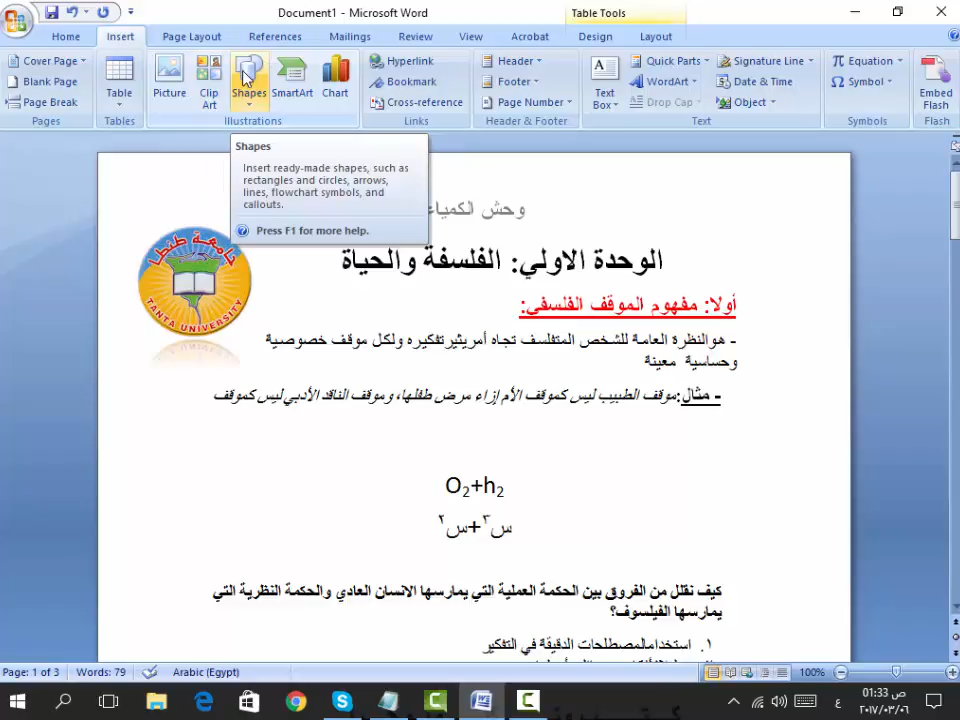 Document1 - Microsoft Word
Table Tools
Home Insert Page Layout References Mailings Review View Acrobat Design Layout
Cover Page
Blank Page
Page Break
Pages
Table
Tables
Picture
Clip Art
Shapes
SmartArt
Chart
Illustrations
Hyperlink
Bookmark
Cross-reference
Links
Header
Footer
Page Number
Header & Footer
Text Box
Quick Parts
WordArt
Drop Cap
Signature Line
Date & Time
Object
Text
Equation
Symbol
Symbols
Embed Flash
Flash
Shapes
Insert ready-made shapes, such as
rectangles and circles, arrows,
lines, flowchart symbols, and
callouts.
Press F1 for more help.
وحش الكمياء
جامعة طنطا
TANTA UNIVERSITY
الوحدة الاولي: الفلسفة والحياة
أولا: مفهوم الموقف الفلسفي:
- هوالنظرة العامة للشخص المتفلسف تجاه أمريثيرتفكيره ولكل موقف خصوصية
وحساسية معينة
- مثال:موقف الطبيب ليس كموقف الأم إزاء مرض طفلها، وموقف الناقد الأدبي ليس كموقف
O₂+h₂
س٣+س٢
كيف نقلل من الفروق بين الحكمة العملية التي يمارسها الانسان العادي والحكمة النظرية التي
يمارسها الفيلسوف؟
١. استخدامالمصطلحات الدقيقة في التفكير
Page: 1 of 3 Words: 79 Arabic (Egypt) 100%
ع
01:33 ص
٢٠١٧/٠٣/٠٦